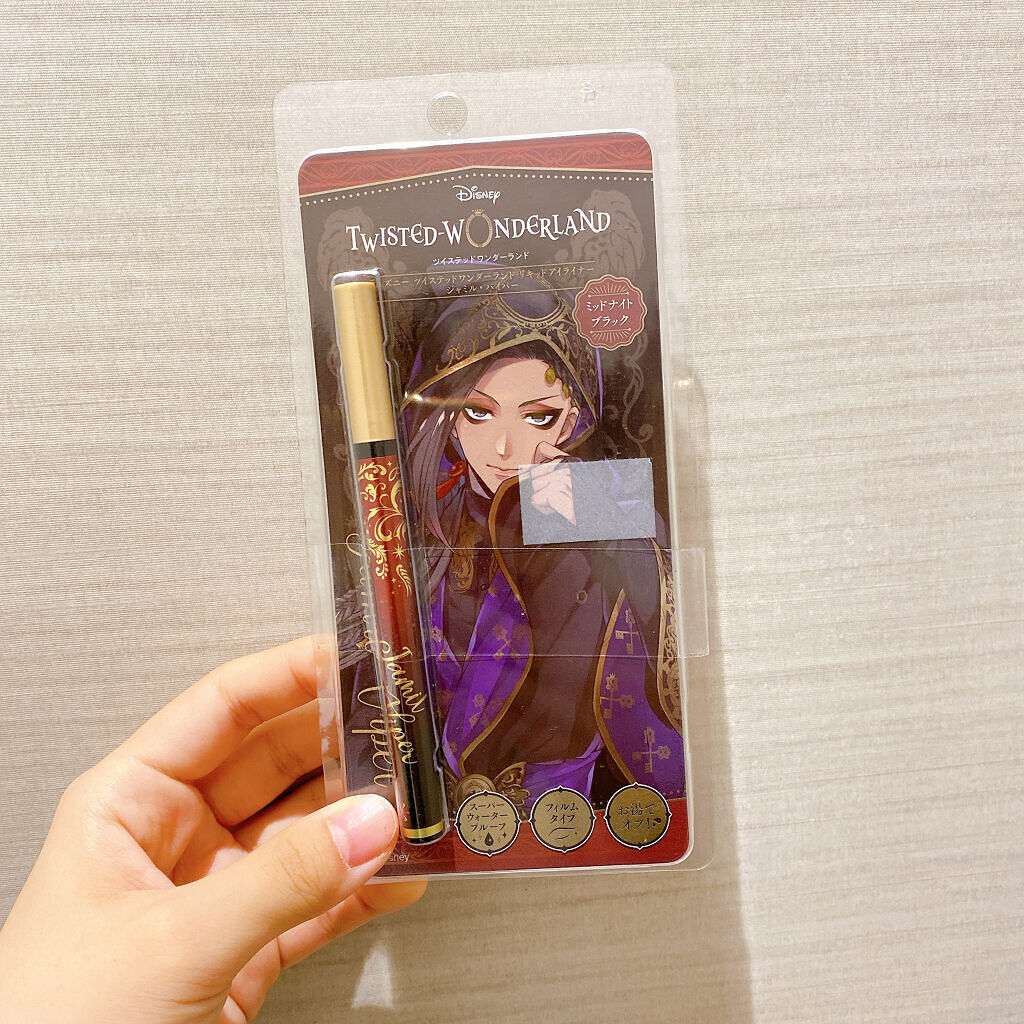 Disney
TWISTED-WONDERLAND
ツイステッドワンダーランド
ズニー ツイステッドワンダーランド リキッドアイライナー
ジャミル・バイパー
ミッドナイト
ブラック
Jamil Viper
スーパー
ウォーター
プルーフ
フィルム
タイプ
お湯で
オフ!
sney